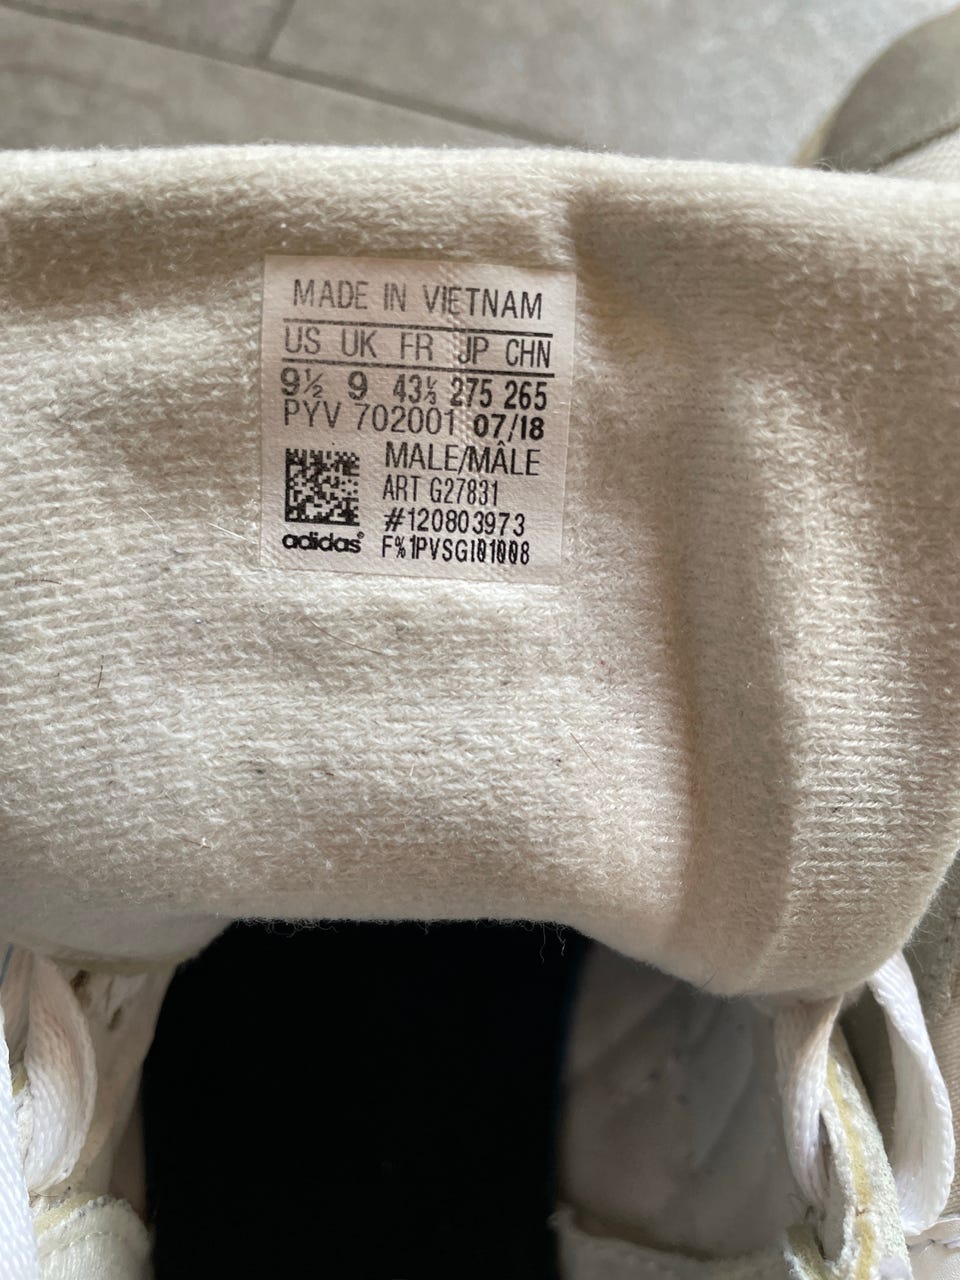 MADE IN VIETNAM
US UK FR JP CHN
9½ 9 43⅓ 275 265
PYV 702001 07/18
MALE/MÂLE
ART G27831
#120803973
adidas® F%1PVSGI01008